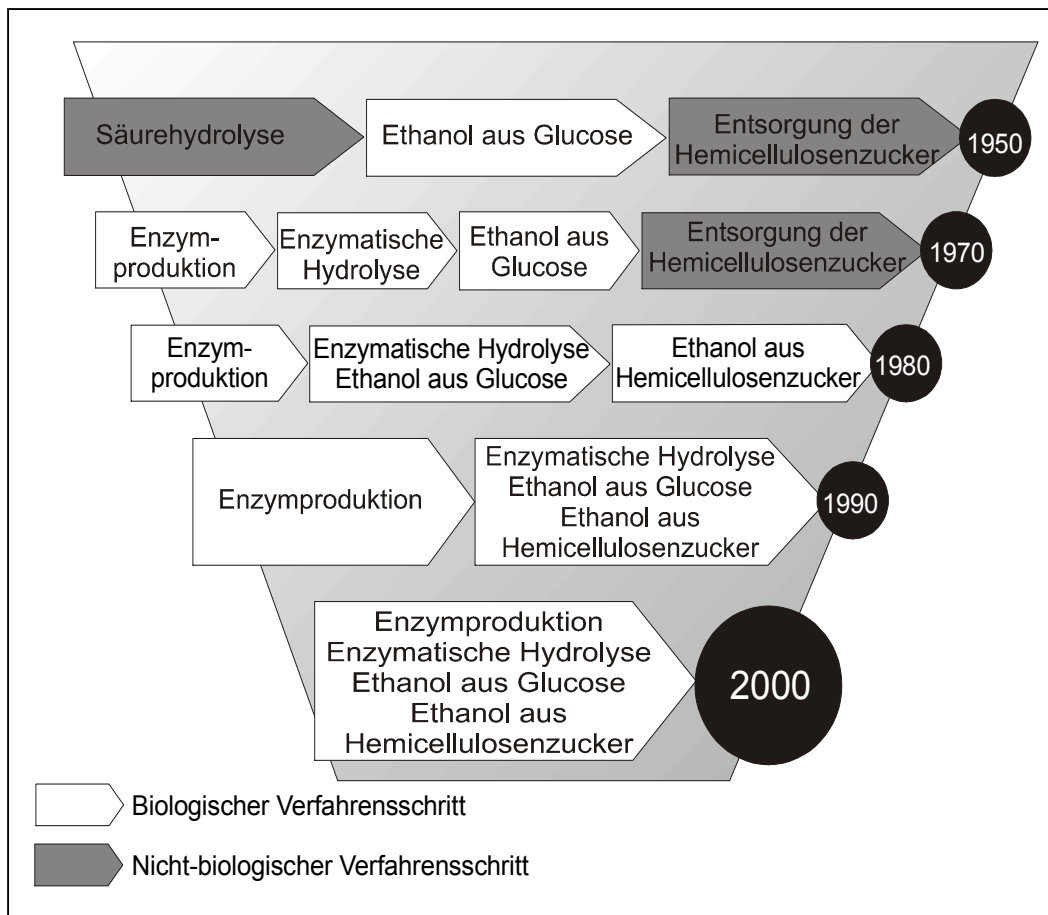 Säurehydrolyse
Ethanol aus Glucose
Entsorgung der
Hemicellulosenzucker
1950
Enzym-
produktion
Enzymatische
Hydrolyse
Ethanol aus
Glucose
Entsorgung der
Hemicellulosenzucker
1970
Enzym-
produktion
Enzymatische Hydrolyse
Ethanol aus Glucose
Ethanol aus
Hemicellulosenzucker
1980
Enzymproduktion
Enzymatische Hydrolyse
Ethanol aus Glucose
Ethanol aus
Hemicellulosenzucker
1990
Enzymproduktion
Enzymatische Hydrolyse
Ethanol aus Glucose
Ethanol aus
Hemicellulosenzucker
2000
Biologischer Verfahrensschritt
Nicht-biologischer Verfahrensschritt